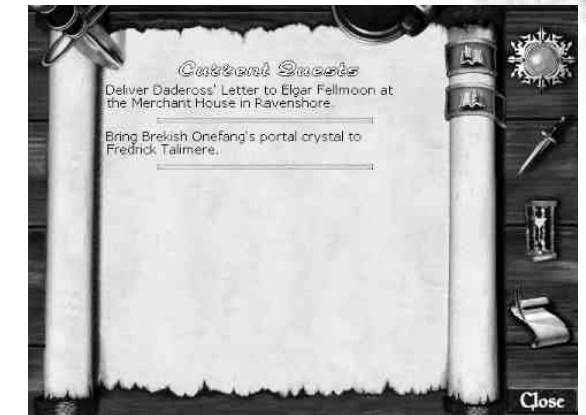 Current Quests
Deliver Dadeross' Letter to Elgar Fellmoon at
the Merchant House in Ravenshore.
Bring Brekish Onefang's portal crystal to
Fredrick Talimere.
Close